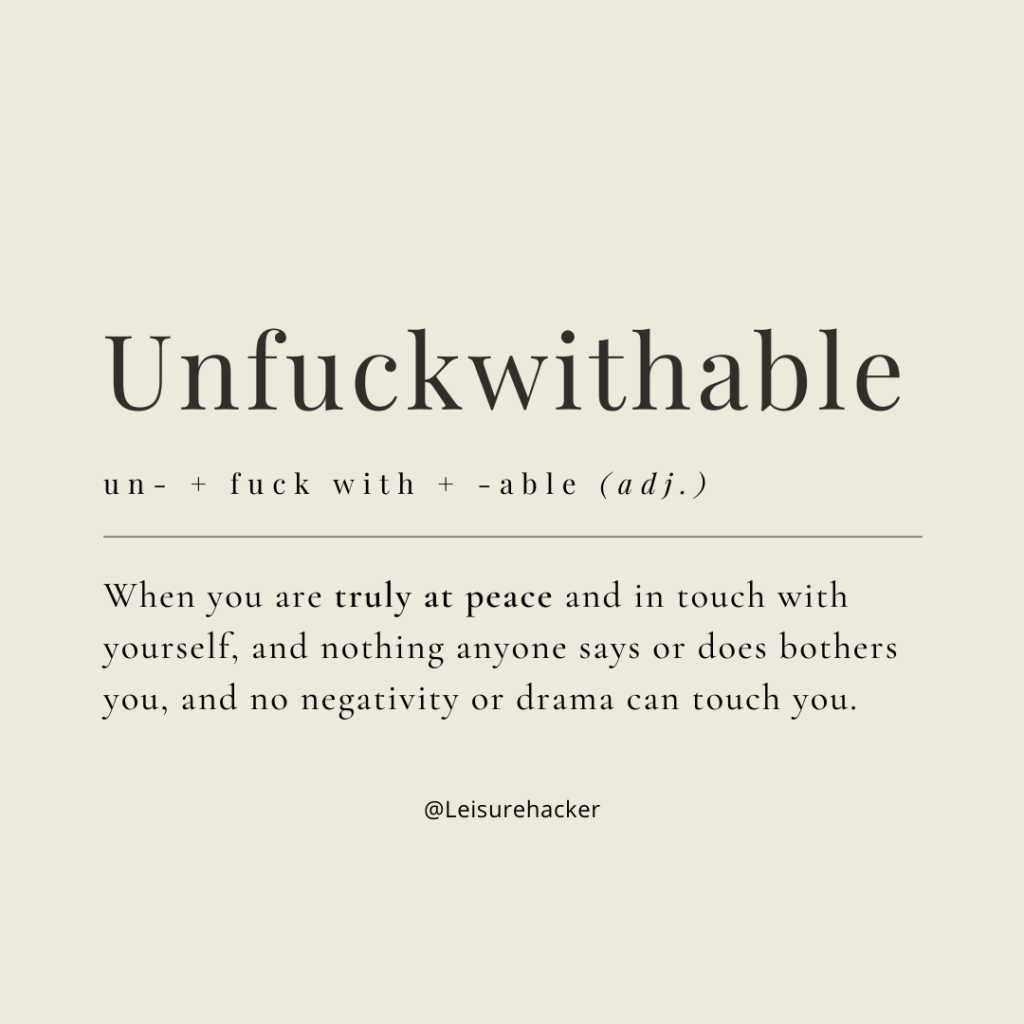 Unfuckwithable
un- + fuck with + -able (adj.)
When you are truly at peace and in touch with
yourself, and nothing anyone says or does bothers
you, and no negativity or drama can touch you.
@Leisurehacker